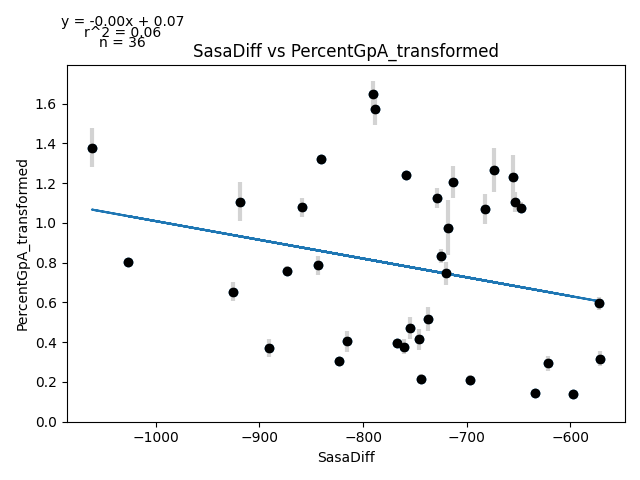 y = -0.00x + 0.07
r^2 = 0.06
n = 36
SasaDiff vs PercentGpA_transformed
PercentGpA_transformed
1.6
1.4
1.2
1.0
0.8
0.6
0.4
0.2
0.0
−1000
−900
−800
−700
−600
SasaDiff